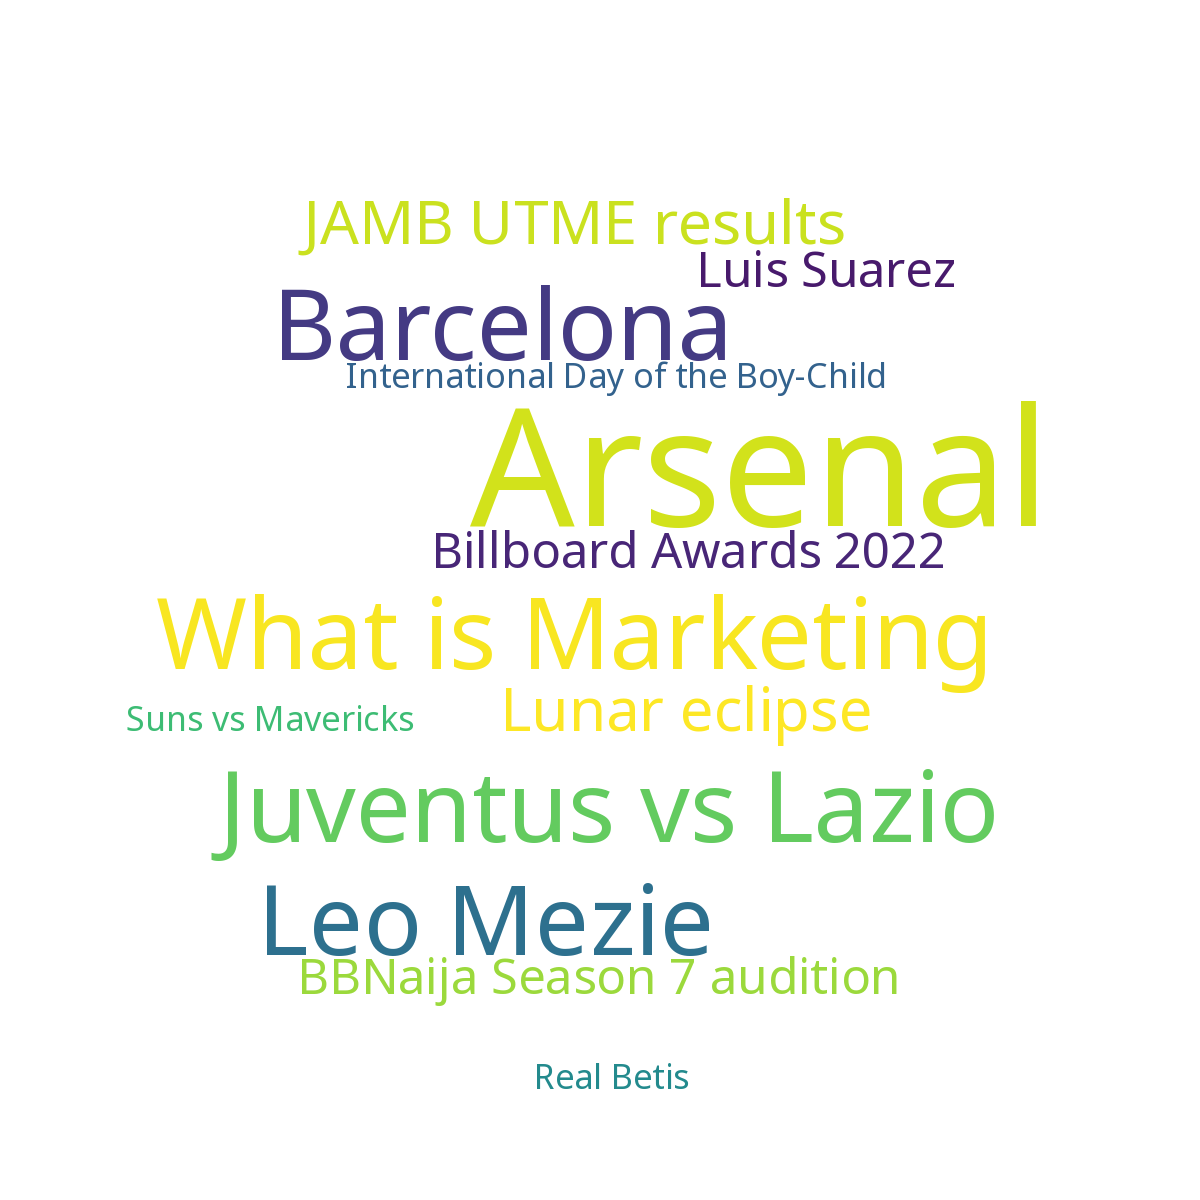 JAMB UTME results
Luis Suarez
Barcelona
International Day of the Boy-Child
Arsenal
Billboard Awards 2022
What is Marketing
Suns vs Mavericks
Lunar eclipse
Juventus vs Lazio
Leo Mezie
BBNaija Season 7 audition
Real Betis